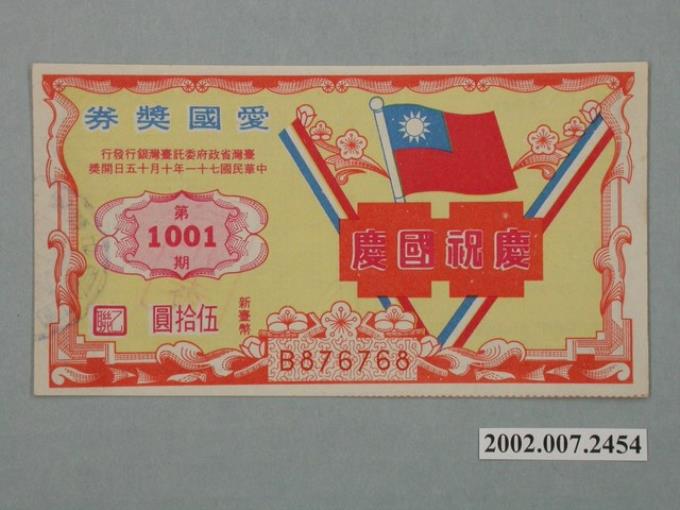 愛國獎券
臺灣省政府委託臺灣銀行發行
中華民國七十一年十月十五日開獎
第
1001
期
慶祝國慶
新臺幣
伍拾圓
乙聯
B876768
2002.007.2454